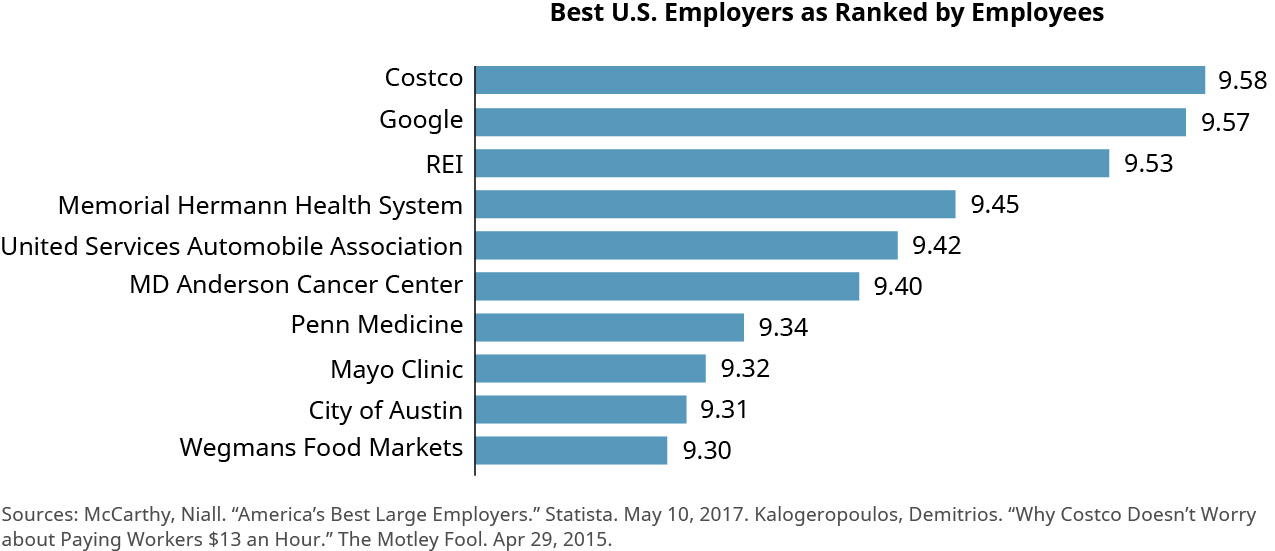 Best U.S. Employers as Ranked by Employees
Costco 9.58
Google 9.57
REI 9.53
Memorial Hermann Health System 9.45
United Services Automobile Association 9.42
MD Anderson Cancer Center 9.40
Penn Medicine 9.34
Mayo Clinic 9.32
City of Austin 9.31
Wegmans Food Markets 9.30
Sources: McCarthy, Niall. “America’s Best Large Employers.” Statista. May 10, 2017. Kalogeropoulos, Demitrios. “Why Costco Doesn’t Worry
about Paying Workers $13 an Hour.” The Motley Fool. Apr 29, 2015.